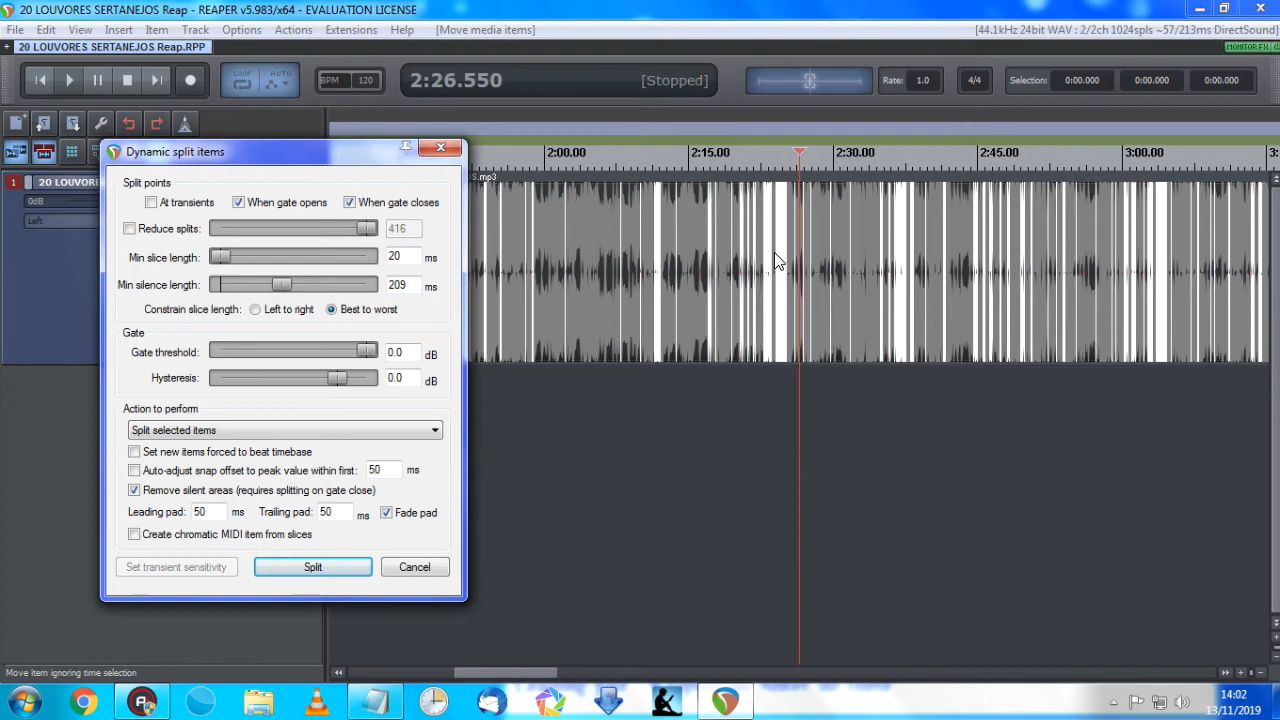 20 LOUVORES SERTANEJOS Reap - REAPER v5.983/x64 - EVALUATION LICENSE
File Edit View Insert Item Track Options Actions Extensions Help [Move media items]
[44.1kHz 24bit WAV : 2/2ch 1024spls ~57/213ms DirectSound]
20 LOUVORES SERTANEJOS Reap.RPP
MONITOR FX
LOOP AUTO BPM 120 2:26.550 [Stopped] Rate: 1.0 4/4 Selection: 0:00.000 0:00.000 0:00.000
Dynamic split items
2:00.00 2:15.00 2:30.00 2:45.00 3:00.00 3:
S.mp3
1 20 LOUVOR
0dB
Left
Split points
At transients When gate opens When gate closes
Reduce splits: 416
Min slice length: 20 ms
Min silence length: 209 ms
Constrain slice length: Left to right Best to worst
Gate
Gate threshold: 0.0 dB
Hysteresis: 0.0 dB
Action to perform
Split selected items
Set new items forced to beat timebase
Auto-adjust snap offset to peak value within first: 50 ms
Remove silent areas (requires splitting on gate close)
Leading pad: 50 ms Trailing pad: 50 ms Fade pad
Create chromatic MIDI item from slices
Set transient sensitivity Split Cancel
Move item ignoring time selection
14:02
13/11/2019